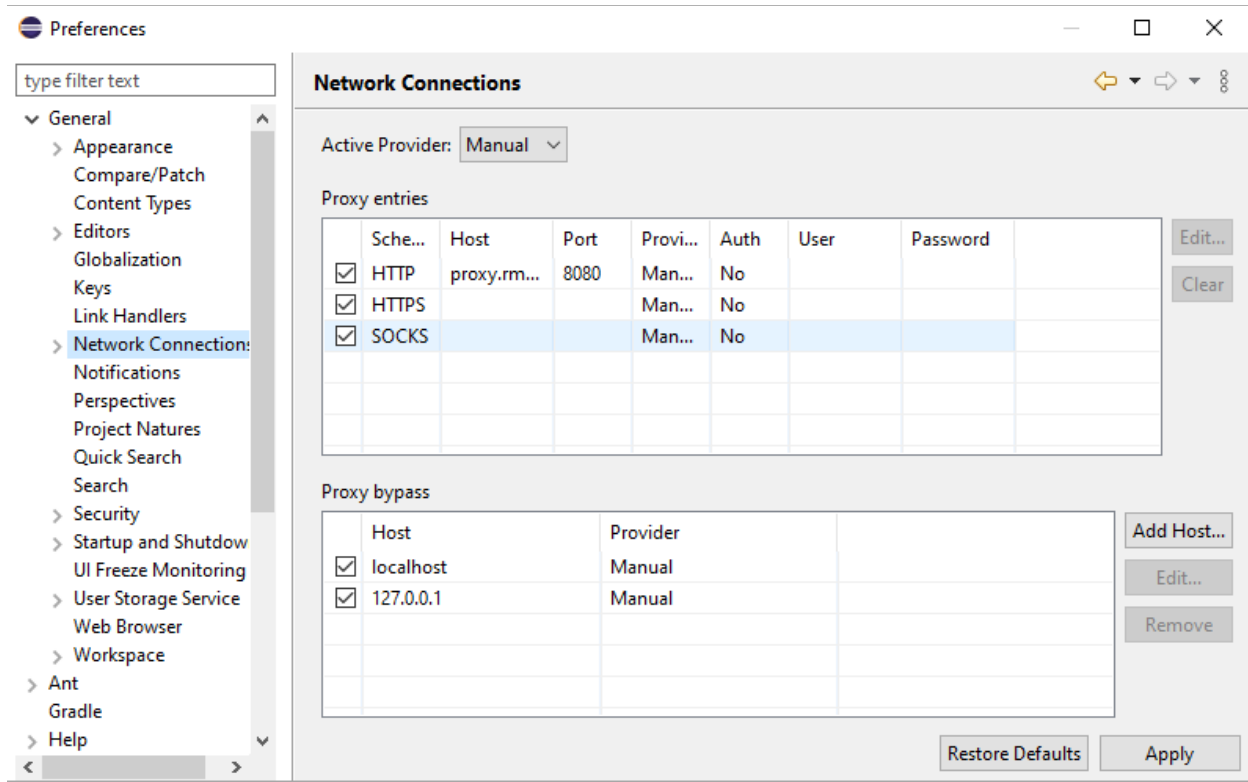 Preferences
type filter text
General
Appearance
Compare/Patch
Content Types
Editors
Globalization
Keys
Link Handlers
Network Connections
Notifications
Perspectives
Project Natures
Quick Search
Search
Security
Startup and Shutdow
UI Freeze Monitoring
User Storage Service
Web Browser
Workspace
Ant
Gradle
Help
Network Connections
Active Provider: Manual
Proxy entries
Sche... Host Port Provi... Auth User Password
HTTP proxy.rm... 8080 Man... No
HTTPS Man... No
SOCKS Man... No
Edit...
Clear
Proxy bypass
Host Provider
localhost Manual
127.0.0.1 Manual
Add Host...
Edit...
Remove
Restore Defaults Apply